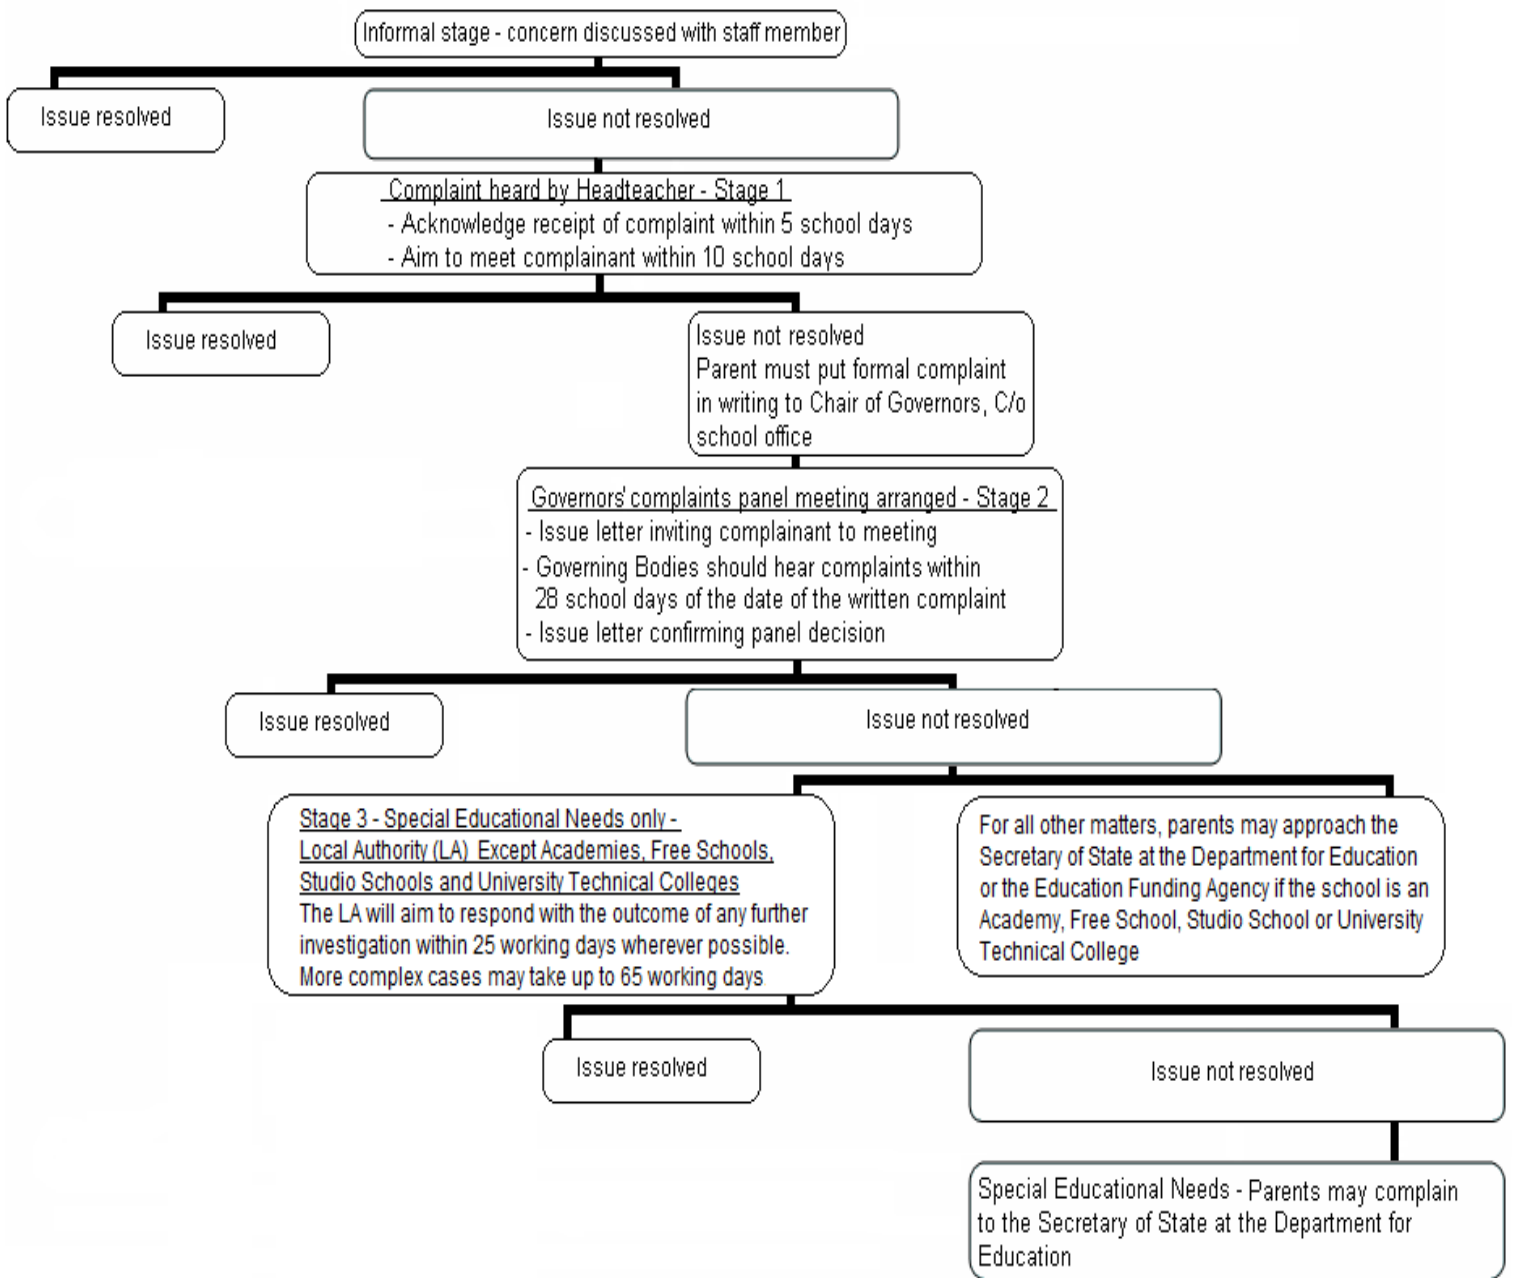 Informal stage - concern discussed with staff member
Issue resolved
Issue not resolved
Complaint heard by Headteacher - Stage 1
- Acknowledge receipt of complaint within 5 school days
- Aim to meet complainant within 10 school days
Issue resolved
Issue not resolved
Parent must put formal complaint
in writing to Chair of Governors, C/o
school office
Governors' complaints panel meeting arranged - Stage 2
- Issue letter inviting complainant to meeting
- Governing Bodies should hear complaints within
28 school days of the date of the written complaint
- Issue letter confirming panel decision
Issue resolved
Issue not resolved
Stage 3 - Special Educational Needs only -
Local Authority (LA) Except Academies, Free Schools,
Studio Schools and University Technical Colleges
The LA will aim to respond with the outcome of any further
investigation within 25 working days wherever possible.
More complex cases may take up to 65 working days
For all other matters, parents may approach the
Secretary of State at the Department for Education
or the Education Funding Agency if the school is an
Academy, Free School, Studio School or University
Technical College
Issue resolved
Issue not resolved
Special Educational Needs - Parents may complain
to the Secretary of State at the Department for
Education